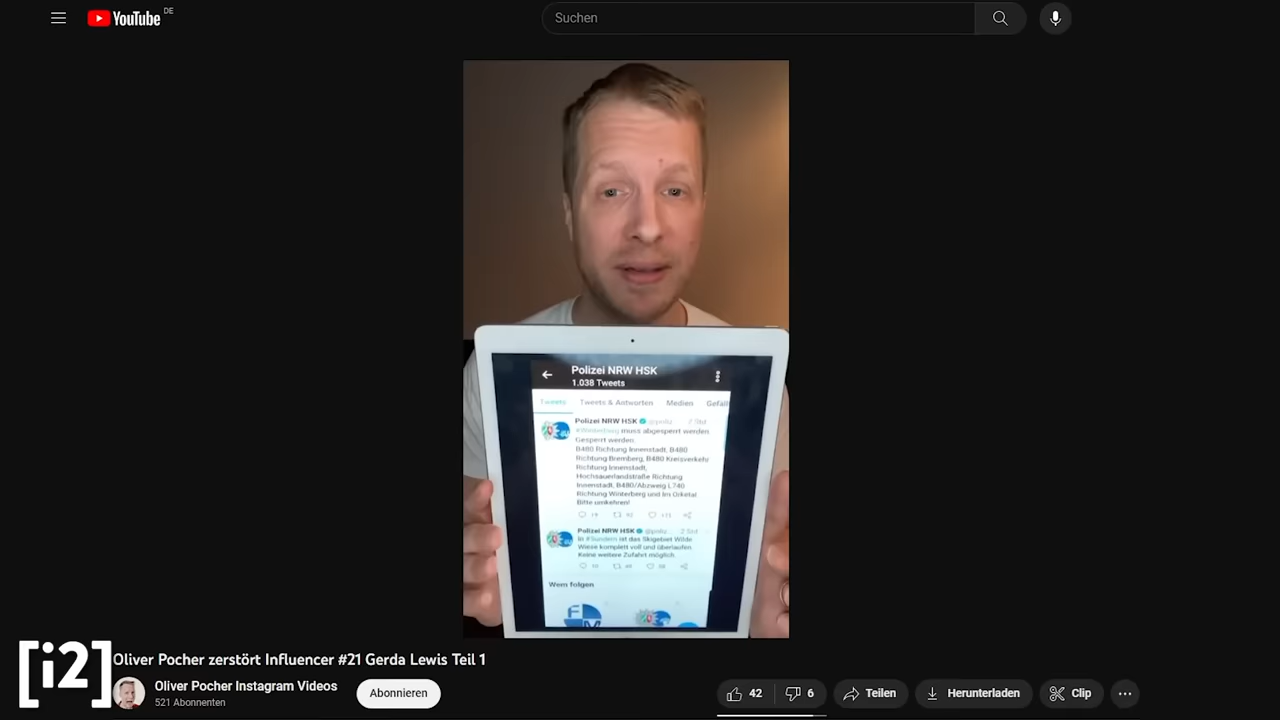 YouTube DE
Suchen
Polizei NRW HSK
1.038 Tweets
Tweets Tweets & Antworten Medien Gefäll
Polizei NRW HSK
#Winterberg muss abgesperrt werden
Gesperrt werden:
B480 Richtung Innenstadt, B480
Richtung Bremberg, B480 Kreisverkehr
Richtung Innenstadt,
Hochsauerlandstraße Richtung
Innenstadt, B480/Abzweig L740
Richtung Winterberg und Im Orketal
Bitte umkehren!
Polizei NRW HSK
In #Sundern ist das Skigebiet Wilde
Wiese komplett voll und überlaufen.
Keine weitere Zufahrt möglich.
Wem folgen
[i2]
Oliver Pocher zerstört Influencer #21 Gerda Lewis Teil 1
Oliver Pocher Instagram Videos
521 Abonnenten
Abonnieren
42
6
Teilen
Herunterladen
Clip